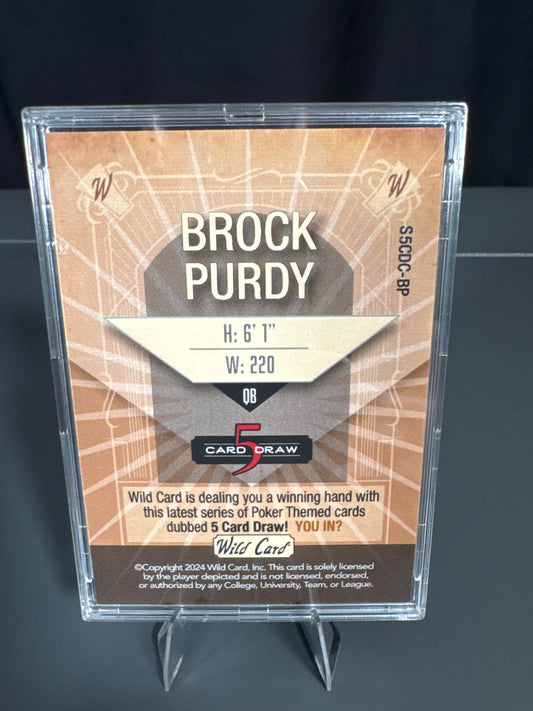 W
W
BROCK
PURDY
S5CDC-BP
H: 6' 1"
W: 220
QB
5
CARD DRAW
Wild Card is dealing you a winning hand with
this latest series of Poker Themed cards
dubbed 5 Card Draw! YOU IN?
Wild Card
©Copyright 2024 Wild Card, Inc. This card is solely licensed
by the player depicted and is not licensed, endorsed,
or authorized by any College, University, Team, or League.